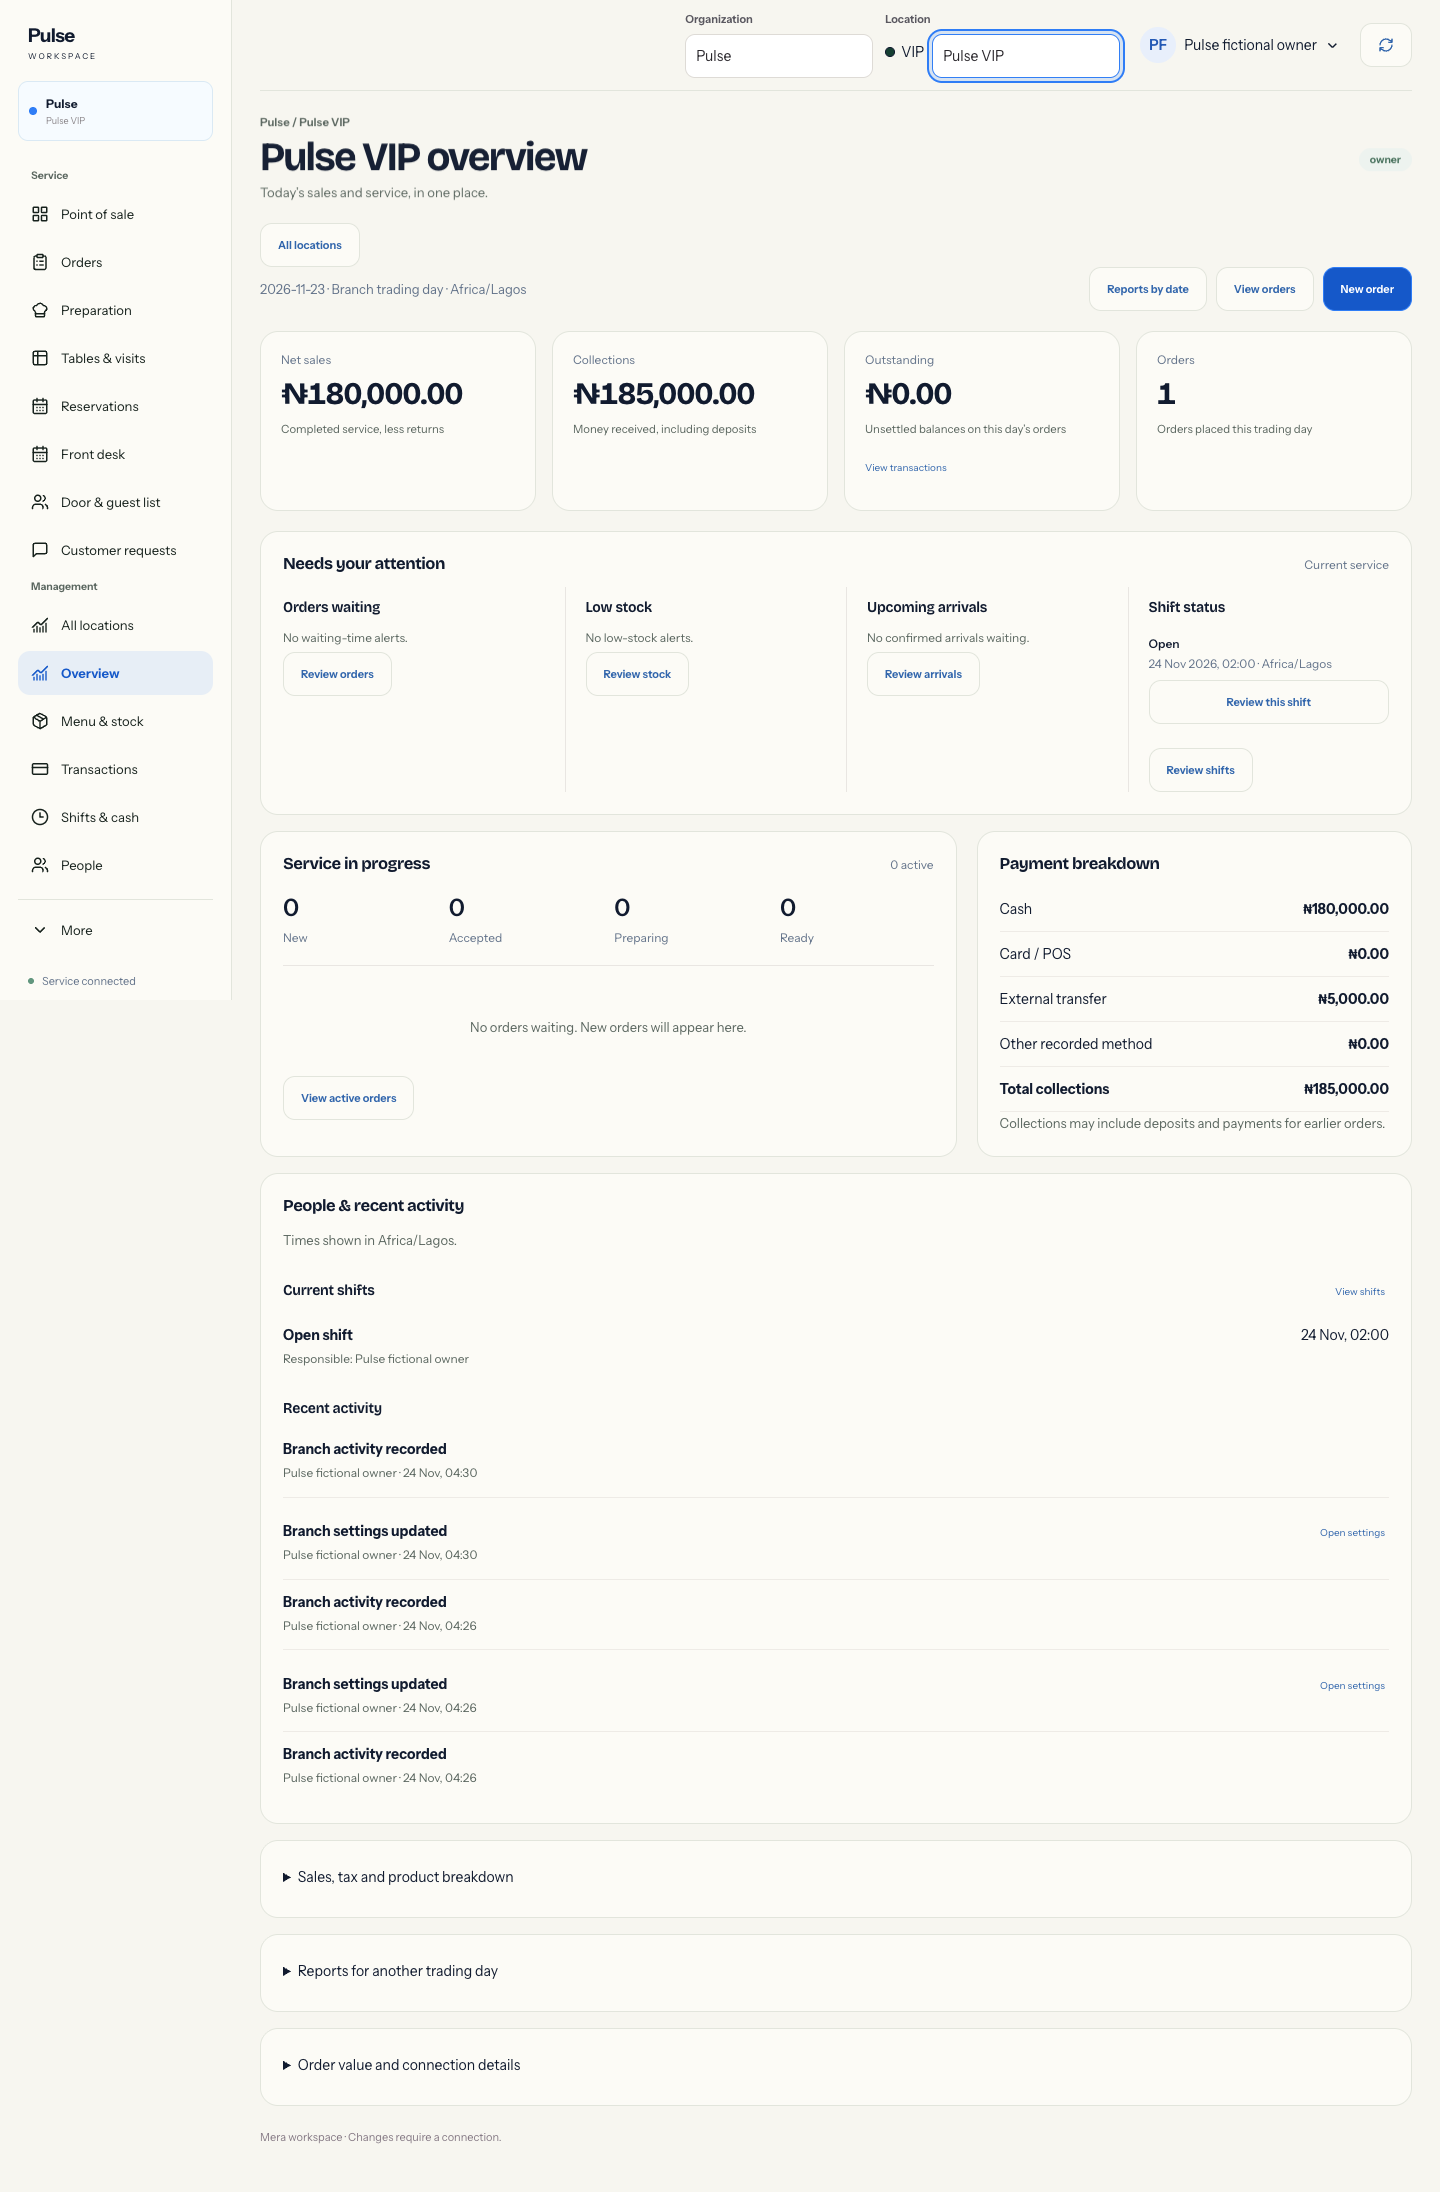 Pulse
WORKSPACE
Pulse
Pulse VIP
Service
Point of sale
Orders
Preparation
Tables & visits
Reservations
Front desk
Door & guest list
Customer requests
Management
All locations
Overview
Menu & stock
Transactions
Shifts & cash
People
More
Service connected
Organization
Pulse
Location
VIP
Pulse VIP
PF
Pulse fictional owner
Pulse / Pulse VIP
Pulse VIP overview
owner
Today's sales and service, in one place.
All locations
2026-11-23 · Branch trading day · Africa/Lagos
Reports by date
View orders
New order
Net sales
₦180,000.00
Completed service, less returns
Collections
₦185,000.00
Money received, including deposits
Outstanding
₦0.00
Unsettled balances on this day's orders
View transactions
Orders
1
Orders placed this trading day
Needs your attention
Current service
Orders waiting
No waiting-time alerts.
Review orders
Low stock
No low-stock alerts.
Review stock
Upcoming arrivals
No confirmed arrivals waiting.
Review arrivals
Shift status
Open
24 Nov 2026, 02:00 · Africa/Lagos
Review this shift
Review shifts
Service in progress
0 active
0
New
0
Accepted
0
Preparing
0
Ready
No orders waiting. New orders will appear here.
View active orders
Payment breakdown
Cash ₦180,000.00
Card / POS ₦0.00
External transfer ₦5,000.00
Other recorded method ₦0.00
Total collections ₦185,000.00
Collections may include deposits and payments for earlier orders.
People & recent activity
Times shown in Africa/Lagos.
Current shifts
View shifts
Open shift
24 Nov, 02:00
Responsible: Pulse fictional owner
Recent activity
Branch activity recorded
Pulse fictional owner · 24 Nov, 04:30
Branch settings updated
Open settings
Pulse fictional owner · 24 Nov, 04:30
Branch activity recorded
Pulse fictional owner · 24 Nov, 04:26
Branch settings updated
Open settings
Pulse fictional owner · 24 Nov, 04:26
Branch activity recorded
Pulse fictional owner · 24 Nov, 04:26
Sales, tax and product breakdown
Reports for another trading day
Order value and connection details
Mera workspace · Changes require a connection.